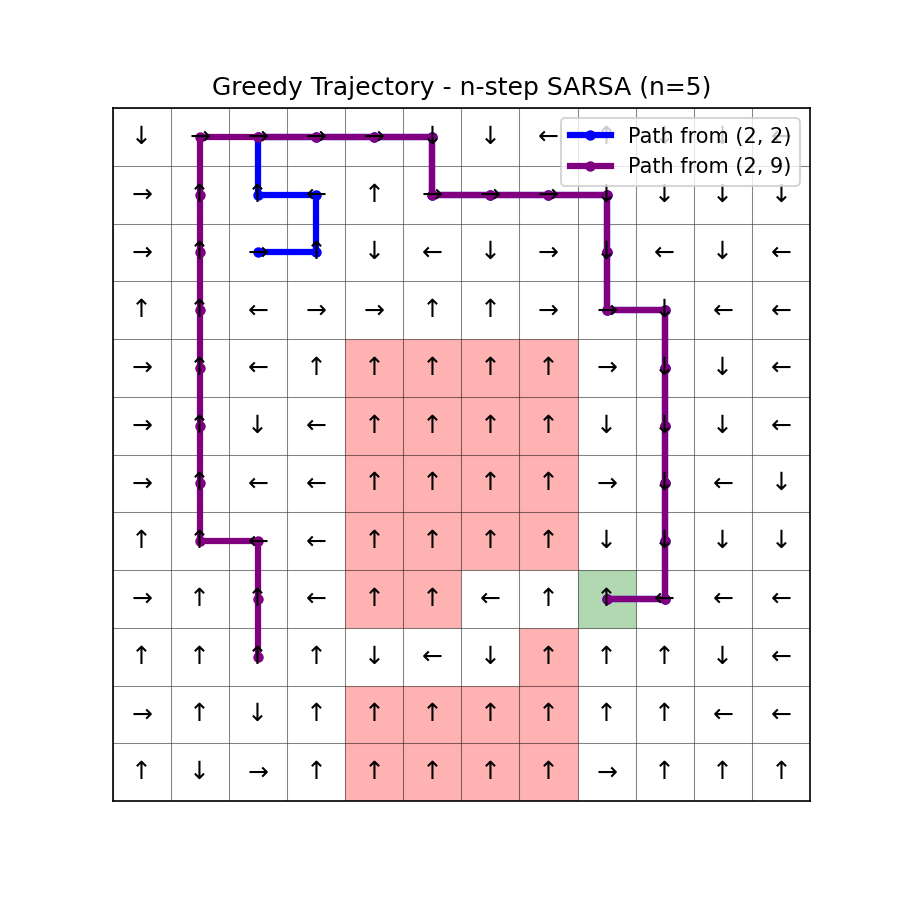 Greedy Trajectory - n-step SARSA (n=5)
Path from (2, 2)
Path from (2, 9)